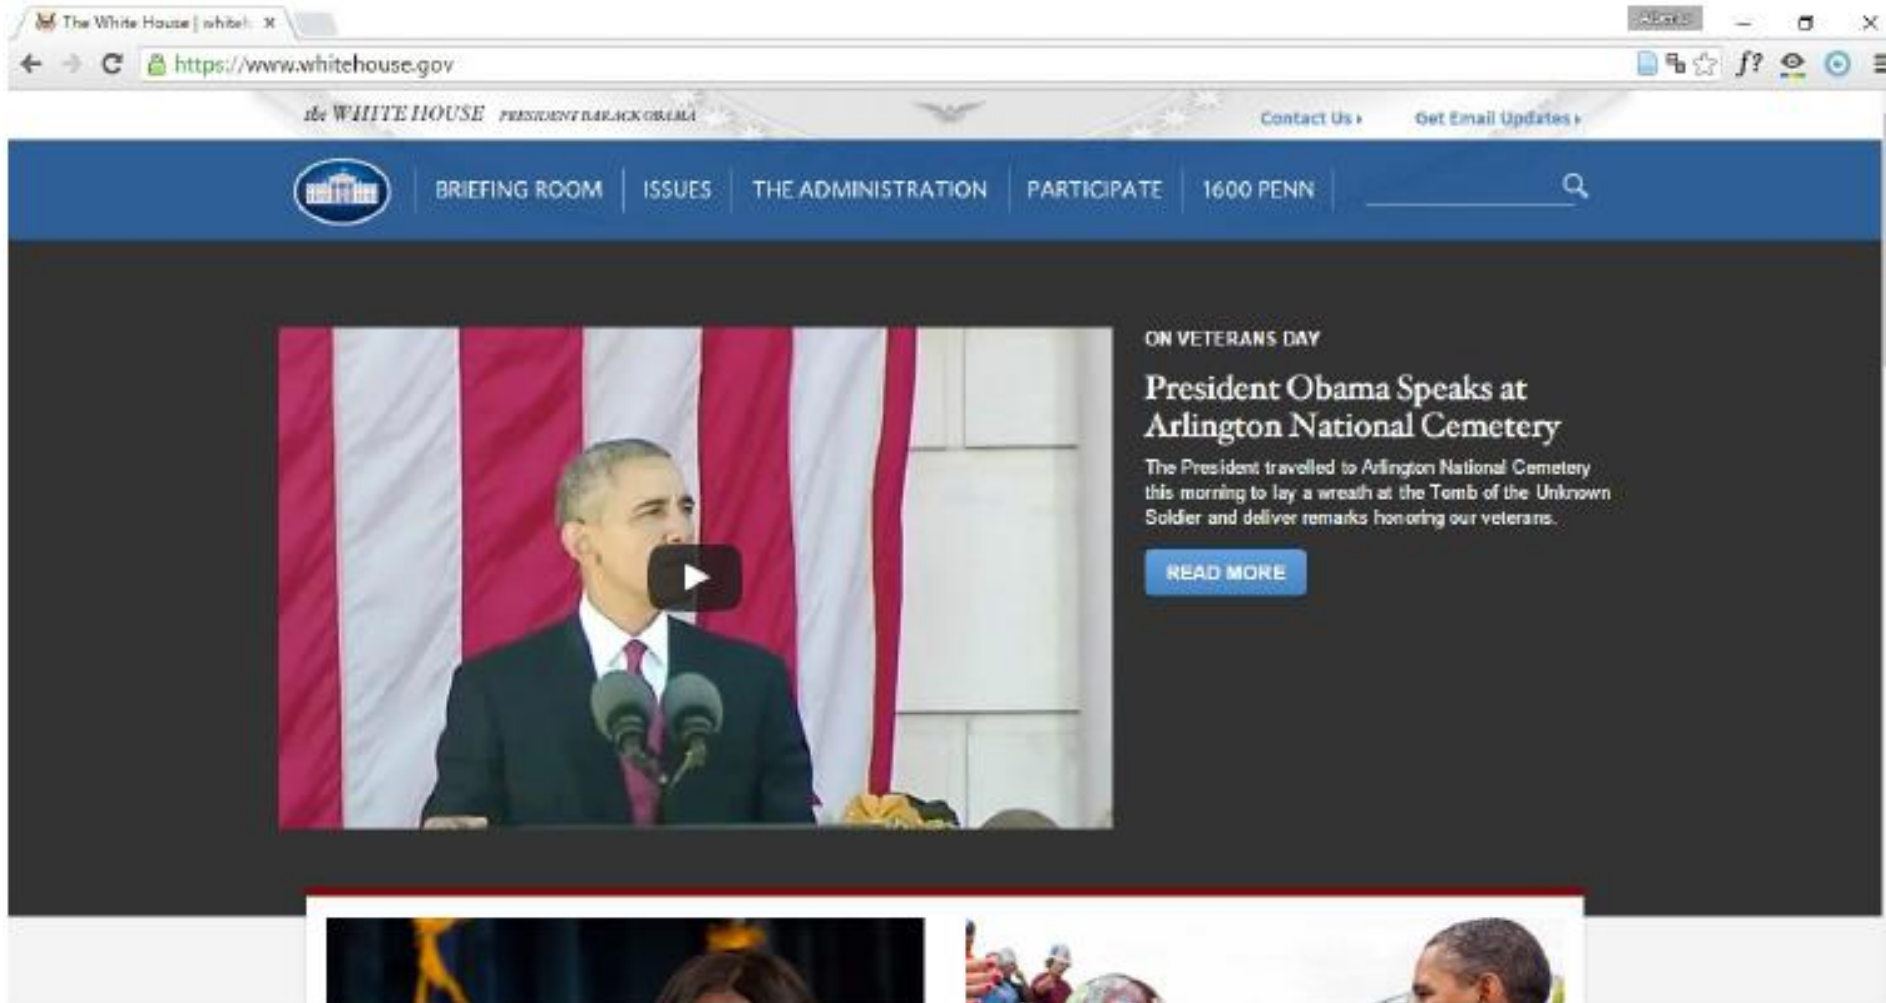 The White House | whiteh
https://www.whitehouse.gov
f?
the WHITE HOUSE PRESIDENT BARACK OBAMA
Contact Us
Get Email Updates
BRIEFING ROOM
ISSUES
THE ADMINISTRATION
PARTICIPATE
1600 PENN
ON VETERANS DAY
President Obama Speaks at
Arlington National Cemetery
The President travelled to Arlington National Cemetery
this morning to lay a wreath at the Tomb of the Unknown
Soldier and deliver remarks honoring our veterans.
READ MORE